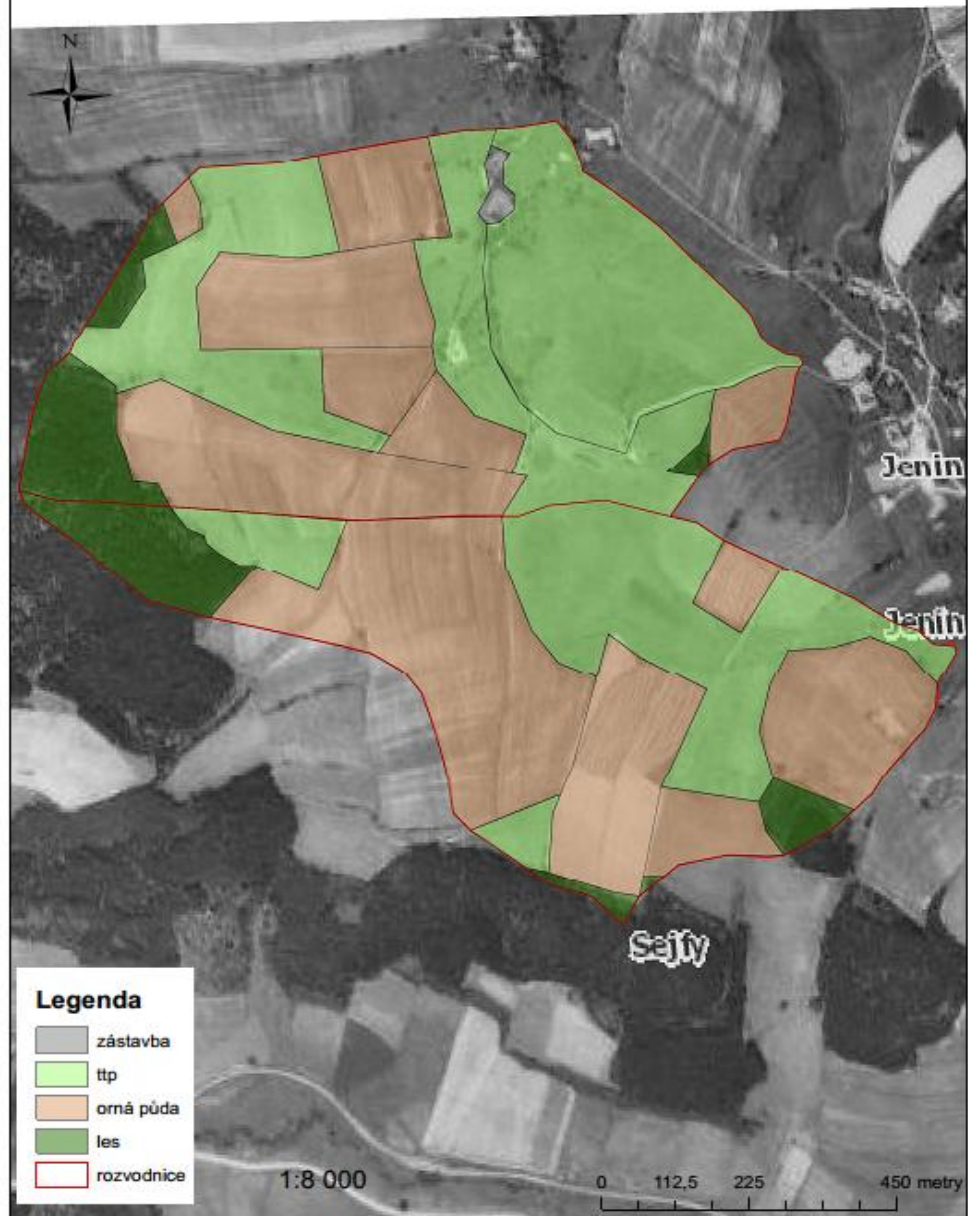 N
Jenin
Jenin
Sejfy
Legenda
zástavba
ttp
orná půda
les
rozvodnice
1:8 000
0 112,5 225 450 metry